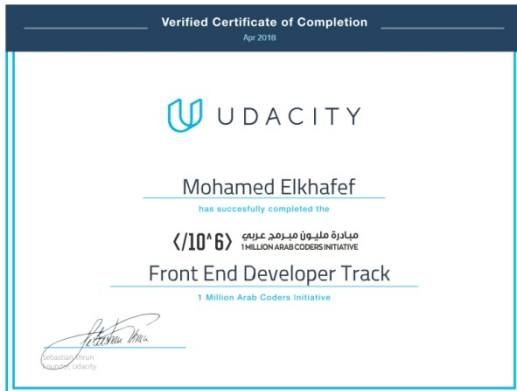 Verified Certificate of Completion
Apr 2018
UDACITY
Mohamed Elkhafef
has succesfully completed the
</10^6> مبادرة مليون مبرمج عربي
1 MILLION ARAB CODERS INITIATIVE
Front End Developer Track
1 Million Arab Coders Initiative
Sebastian Thrun
Founder, Udacity